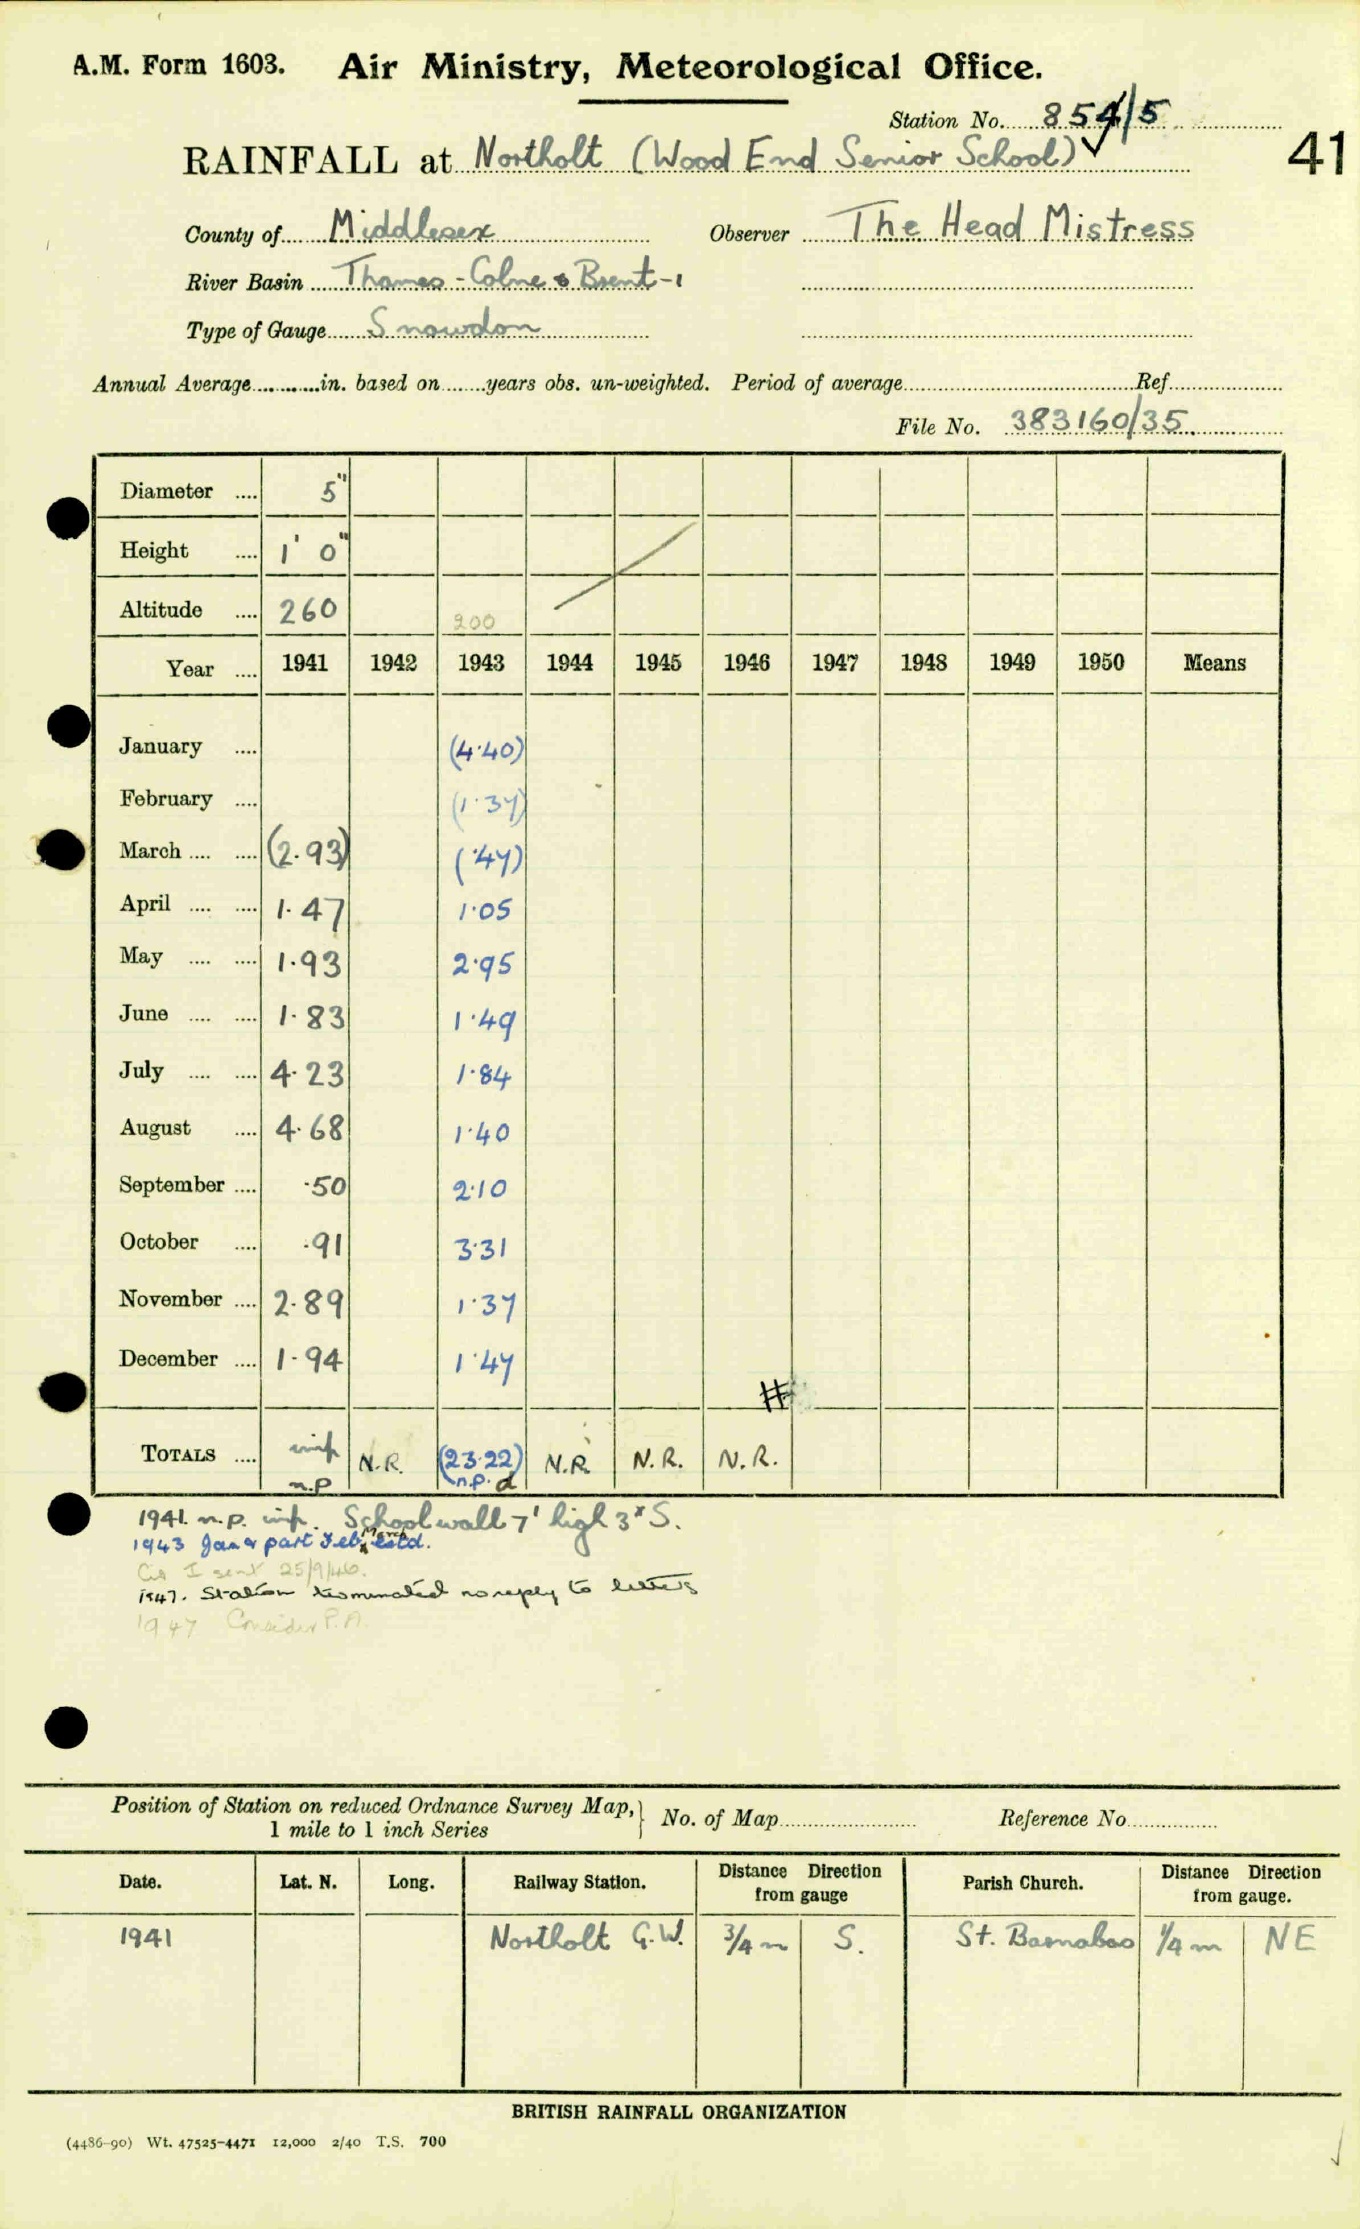 A.M. Form 1603. Air Ministry, Meteorological Office.
Station No. 854/5
41
RAINFALL at Northolt (Wood End Senior School)
County of Middlesex Observer The Head Mistress
River Basin Thames - Colne & Brent - 1
Type of Gauge Snowdon
Annual Average in. based on years obs. un-weighted. Period of average Ref
File No. 383160/35.
Diameter .... 5"
Height .... 1' 0"
Altitude .... 260 200
Year .... 1941 1942 1943 1944 1945 1946 1947 1948 1949 1950 Means
January .... (4.40)
February .... (1.37)
March .... .... (2.93) (.47)
April .... .... 1.47 1.05
May .... .... 1.93 2.95
June .... .... 1.83 1.49
July .... .... 4.23 1.84
August .... 4.68 1.40
September .... .50 2.10
October .... .91 3.31
November .... 2.89 1.37
December .... 1.94 1.47
#
TOTALS .... imp N.R. (23.22) N.R. N.R. N.R.
n.p n.p. d
1941. n.p. imp. School wall 7' high 3x S.
1943 Jan & part Feb, March estd.
I sent 25/9/46.
1947. Station terminated no reply to letters
1947 Consider P.A.
Position of Station on reduced Ordnance Survey Map, } No. of Map Reference No
1 mile to 1 inch Series
Date. Lat. N. Long. Railway Station. Distance Direction from gauge Parish Church. Distance Direction from gauge.
1941 Northolt G.W. 3/4 m S. St. Barnabas 1/4 m NE
BRITISH RAINFALL ORGANIZATION
(4486-90) Wt. 47525-4471 12,000 2/40 T.S. 700